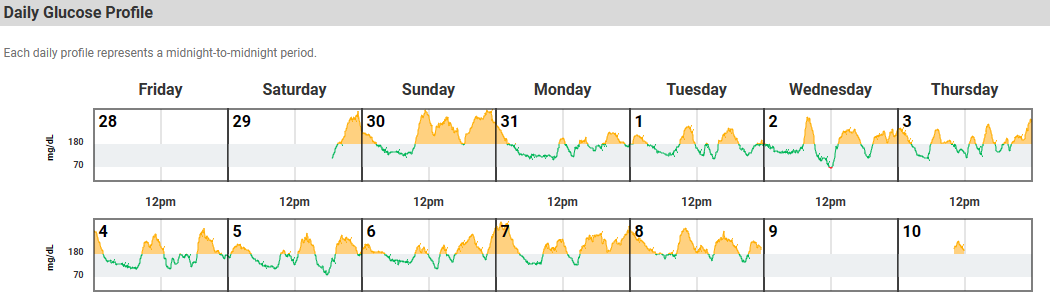 Daily Glucose Profile
Each daily profile represents a midnight-to-midnight period.
Friday Saturday Sunday Monday Tuesday Wednesday Thursday
28 29 30 31 1 2 3
mg/dL
180
70
12pm 12pm 12pm 12pm 12pm 12pm 12pm
4 5 6 7 8 9 10
mg/dL
180
70